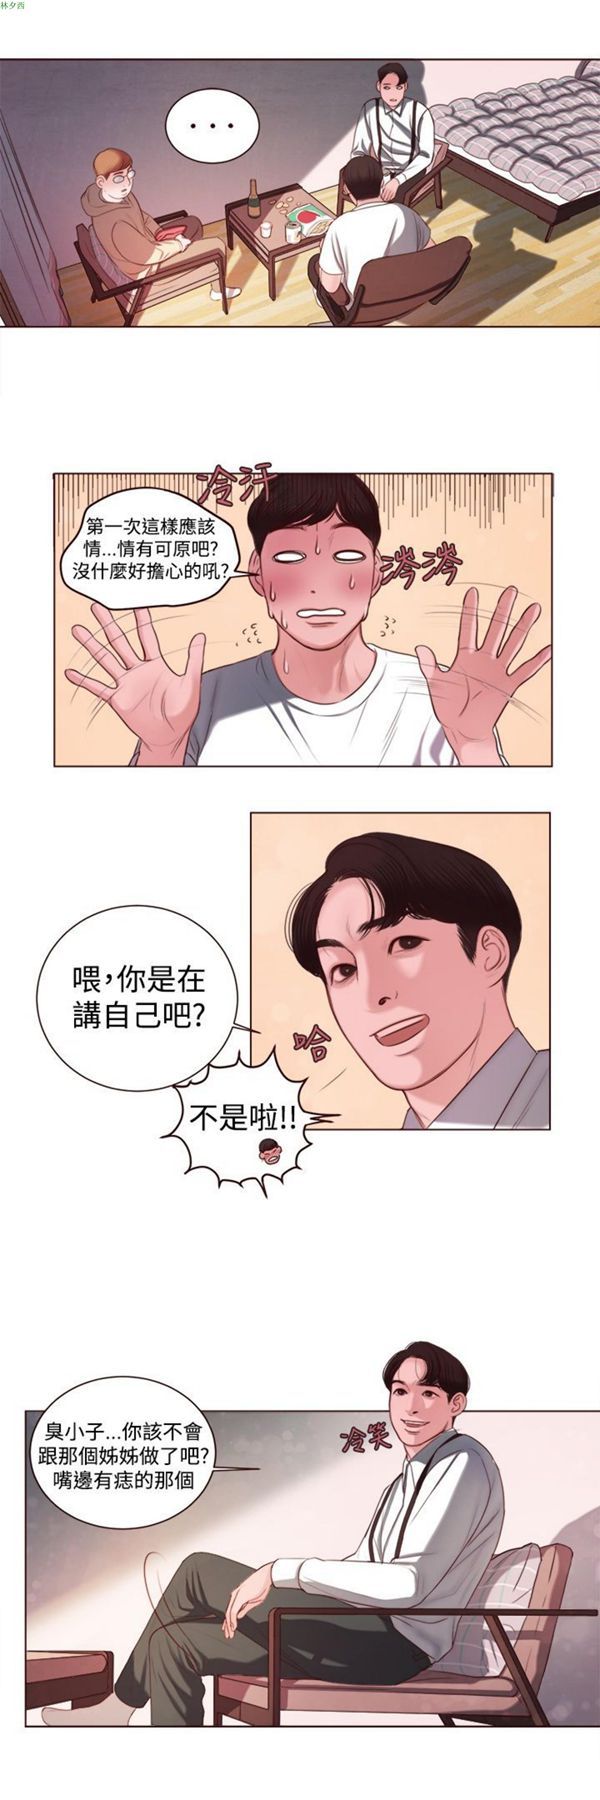 林夕西
...
冷汗
第一次這樣應該
情...情有可原吧?
沒什麼好擔心的吼?
涔涔
喂,你是在
講自己吧?
哈
不是啦!!
臭小子...你該不會
跟那個姊姊做了吧?
嘴邊有痣的那個
冷笑